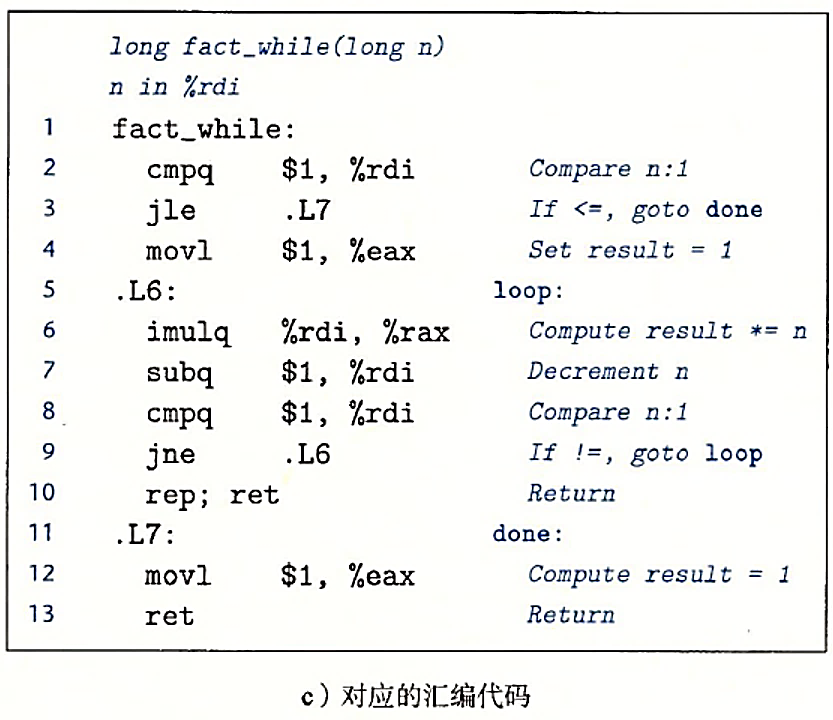 long fact_while(long n)
n in %rdi
1 fact_while:
2 cmpq $1, %rdi Compare n:1
3 jle .L7 If <=, goto done
4 movl $1, %eax Set result = 1
5 .L6: loop:
6 imulq %rdi, %rax Compute result *= n
7 subq $1, %rdi Decrement n
8 cmpq $1, %rdi Compare n:1
9 jne .L6 If !=, goto loop
10 rep; ret Return
11 .L7: done:
12 movl $1, %eax Compute result = 1
13 ret Return
c）对应的汇编代码